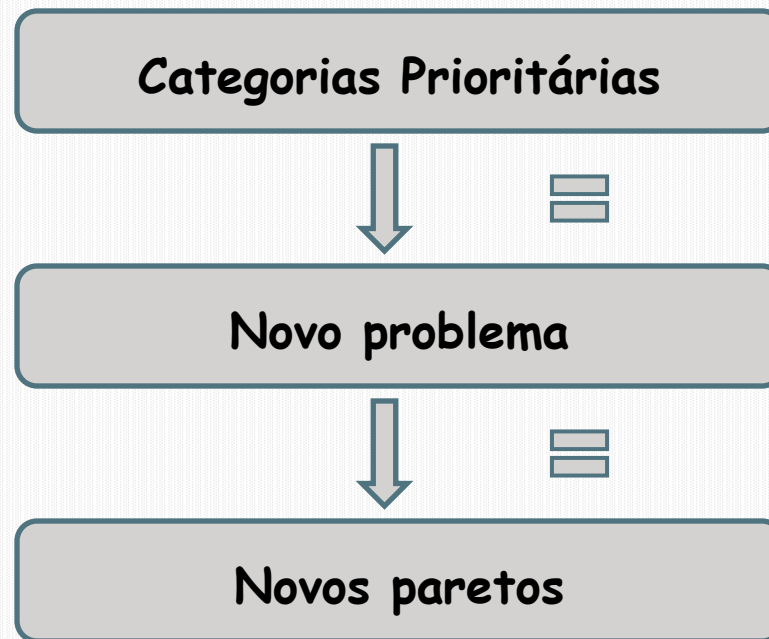 Categorias Prioritárias
=
Novo problema
=
Novos paretos